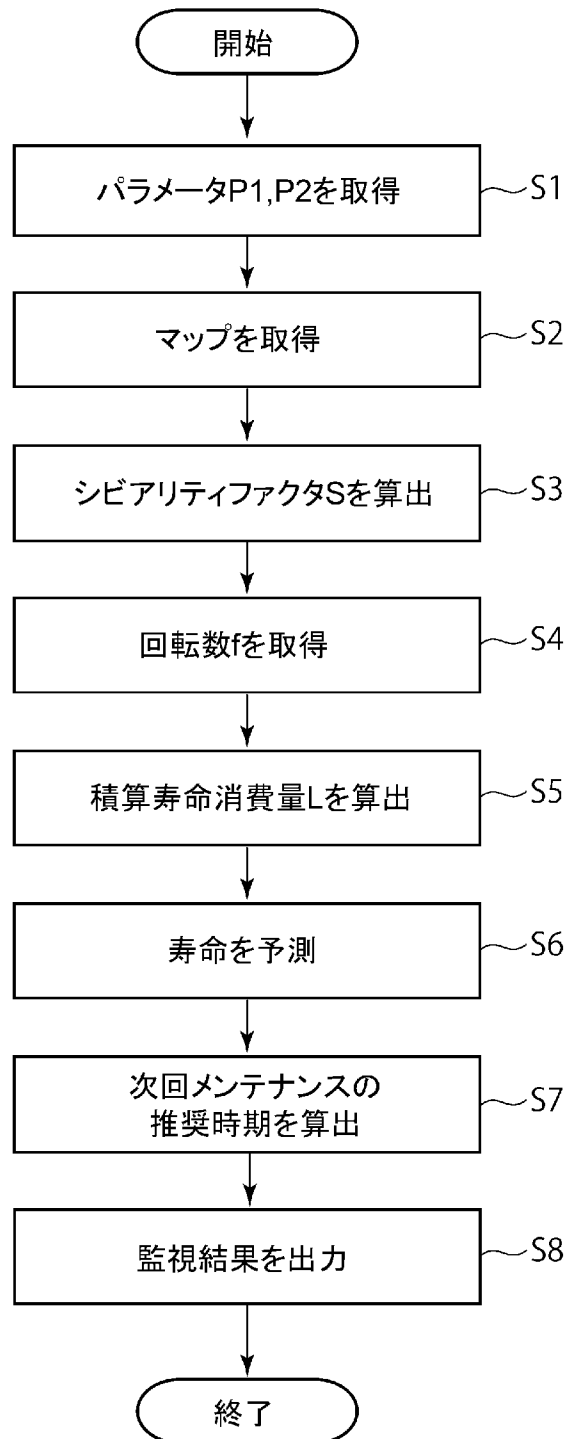 開始
パラメータP1,P2を取得
S1
マップを取得
S2
シビアリティファクタSを算出
S3
回転数fを取得
S4
積算寿命消費量Lを算出
S5
寿命を予測
S6
次回メンテナンスの
推奨時期を算出
S7
監視結果を出力
S8
終了